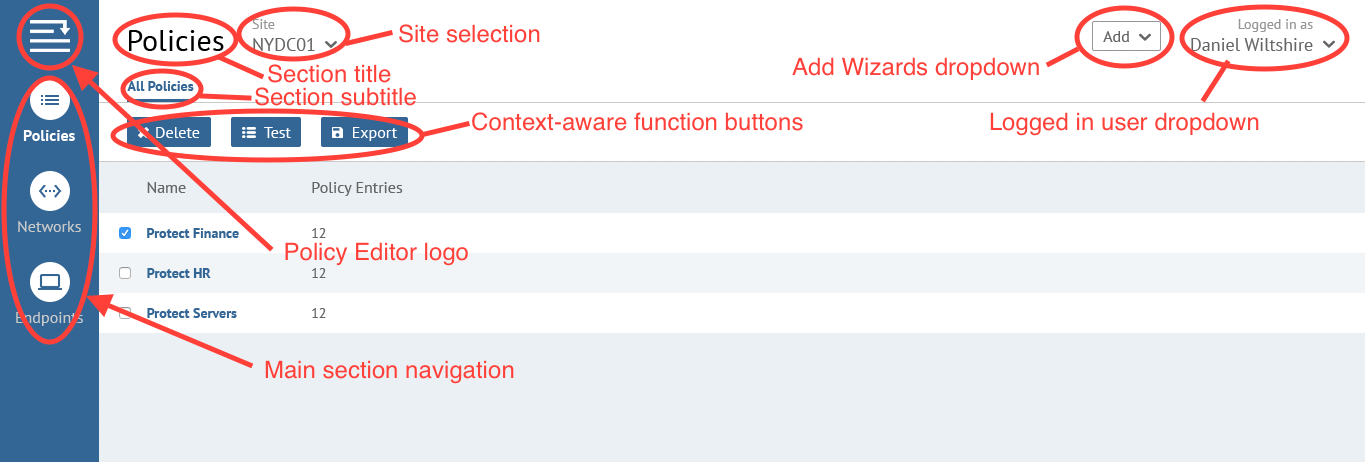 Site
Policies
NYDC01
Site selection
Add
Logged in as
Daniel Wiltshire
Section title
Add Wizards dropdown
All Policies
Section subtitle
Delete
Test
Export
Context-aware function buttons
Logged in user dropdown
Policies
Name
Policy Entries
Networks
Protect Finance
12
Policy Editor logo
Protect HR
12
Endpoints
Protect Servers
12
Main section navigation